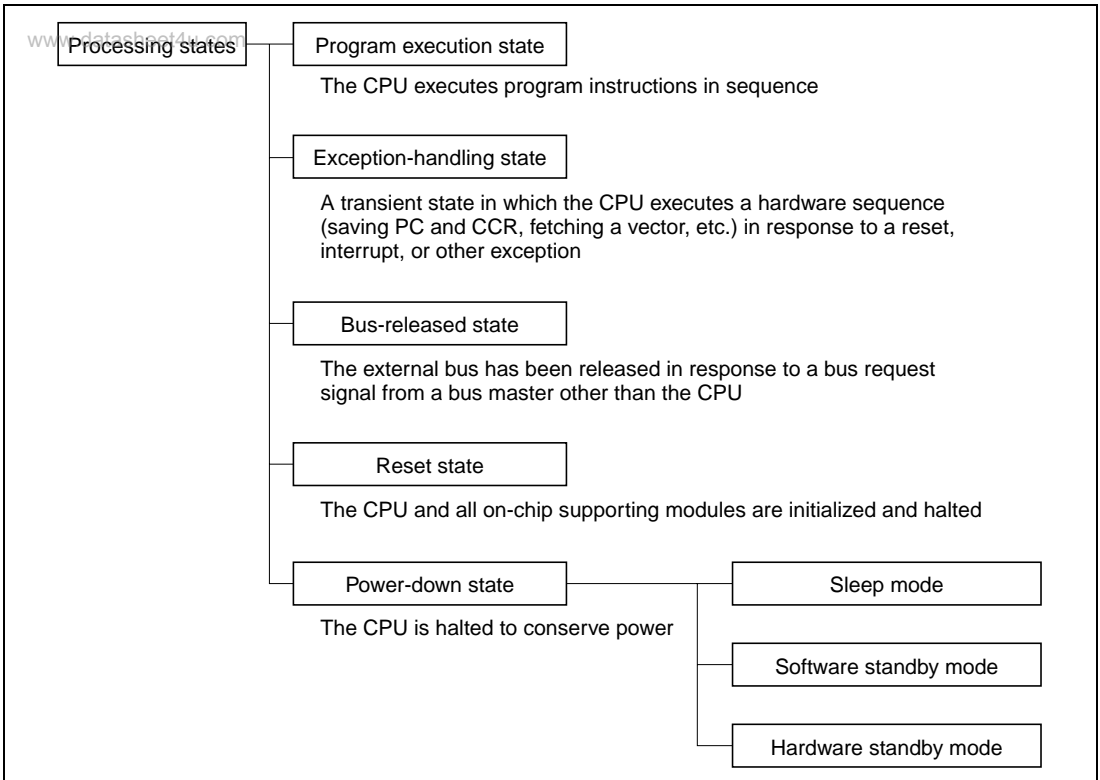 www.datasheet4u.com
Processing states
Program execution state
The CPU executes program instructions in sequence
Exception-handling state
A transient state in which the CPU executes a hardware sequence
(saving PC and CCR, fetching a vector, etc.) in response to a reset,
interrupt, or other exception
Bus-released state
The external bus has been released in response to a bus request
signal from a bus master other than the CPU
Reset state
The CPU and all on-chip supporting modules are initialized and halted
Power-down state
Sleep mode
The CPU is halted to conserve power
Software standby mode
Hardware standby mode